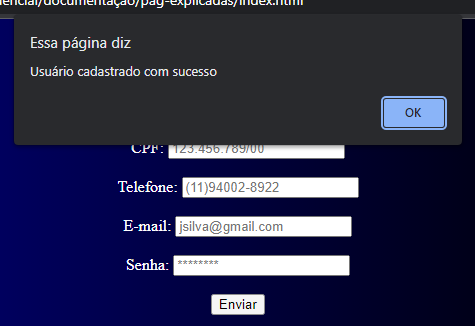 encial/documentação/pag-explicadas/index.html
Essa página diz
Usuário cadastrado com sucesso
OK
CPF: 123.456.789/00
Telefone: (11)94002-8922
E-mail: jsilva@gmail.com
Senha: ********
Enviar